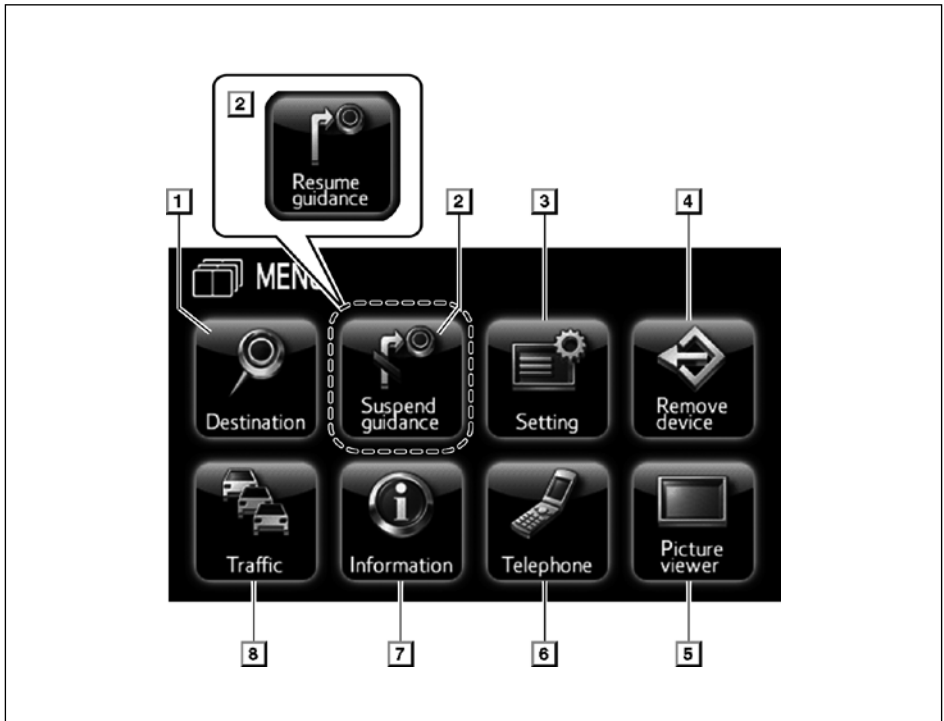 2
Resume
guidance
1
2
3
4
MENU
Destination
Suspend
guidance
Setting
Remove
device
Traffic
Information
Telephone
Picture
viewer
8
7
6
5